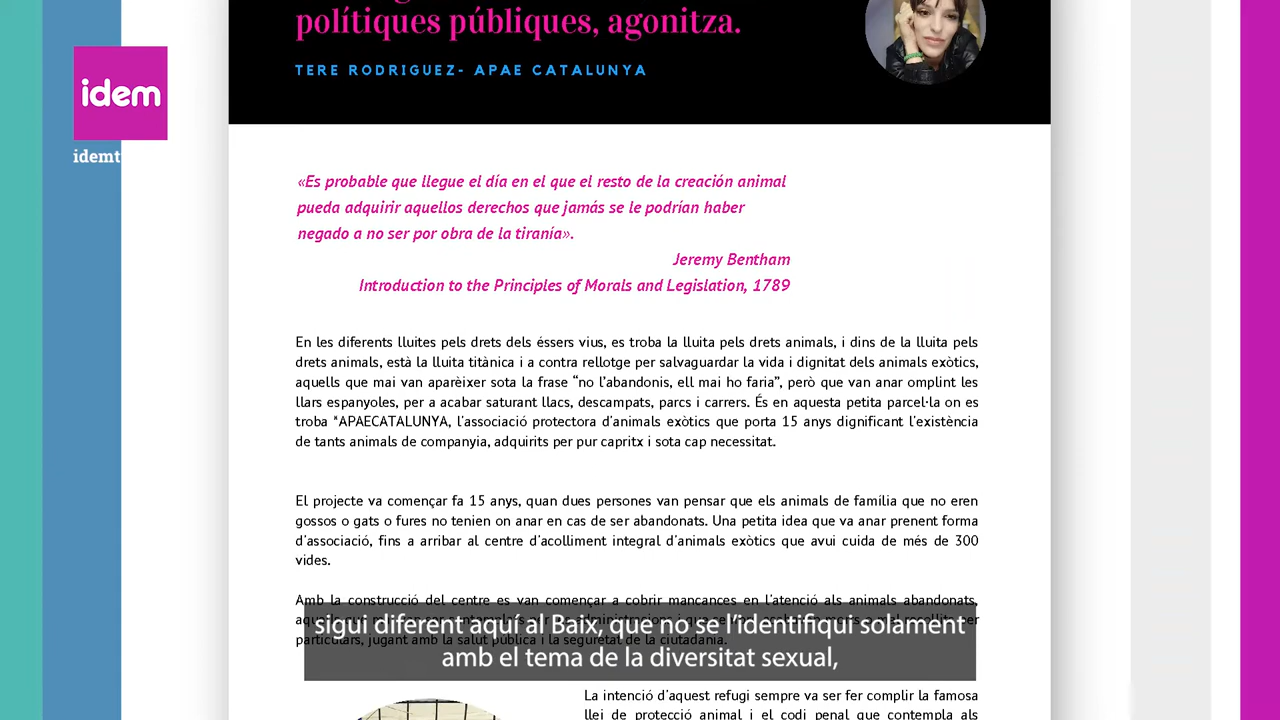 polítiques públiques, agonitza.
TERE RODRIGUEZ- APAE CATALUNYA
idem
idemt
«Es probable que llegue el día en el que el resto de la creación animal
pueda adquirir aquellos derechos que jamás se le podrían haber
negado a no ser por obra de la tiranía».
Jeremy Bentham
Introduction to the Principles of Morals and Legislation, 1789
En les diferents lluites pels drets dels éssers vius, es troba la lluita pels drets animals, i dins de la lluita pels
drets animals, està la lluita titànica i a contra rellotge per salvaguardar la vida i dignitat dels animals exòtics,
aquells que mai van aparèixer sota la frase “no l’abandonis, ell mai ho faria”, però que van anar omplint les
llars espanyoles, per a acabar saturant llacs, descampats, parcs i carrers. És en aquesta petita parcel·la on es
troba *APAECATALUNYA, l’associació protectora d’animals exòtics que porta 15 anys dignificant l’existència
de tants animals de companyia, adquirits per pur capritx i sota cap necessitat.
El projecte va començar fa 15 anys, quan dues persones van pensar que els animals de família que no eren
gossos o gats o fures no tenien on anar en cas de ser abandonats. Una petita idea que va anar prenent forma
d’associació, fins a arribar al centre d’acolliment integral d’animals exòtics que avui cuida de més de 300
vides.
Amb la construcció del centre es van començar a cobrir mancances en l’atenció als animals abandonats,
particulars, jugant amb la salut pública i la seguretat de la ciutadania.
sigui diferent aquí al Baix, que no se l’identifiqui solament
amb el tema de la diversitat sexual,
La intenció d’aquest refugi sempre va ser fer complir la famosa
llei de protecció animal i el codi penal que contempla als